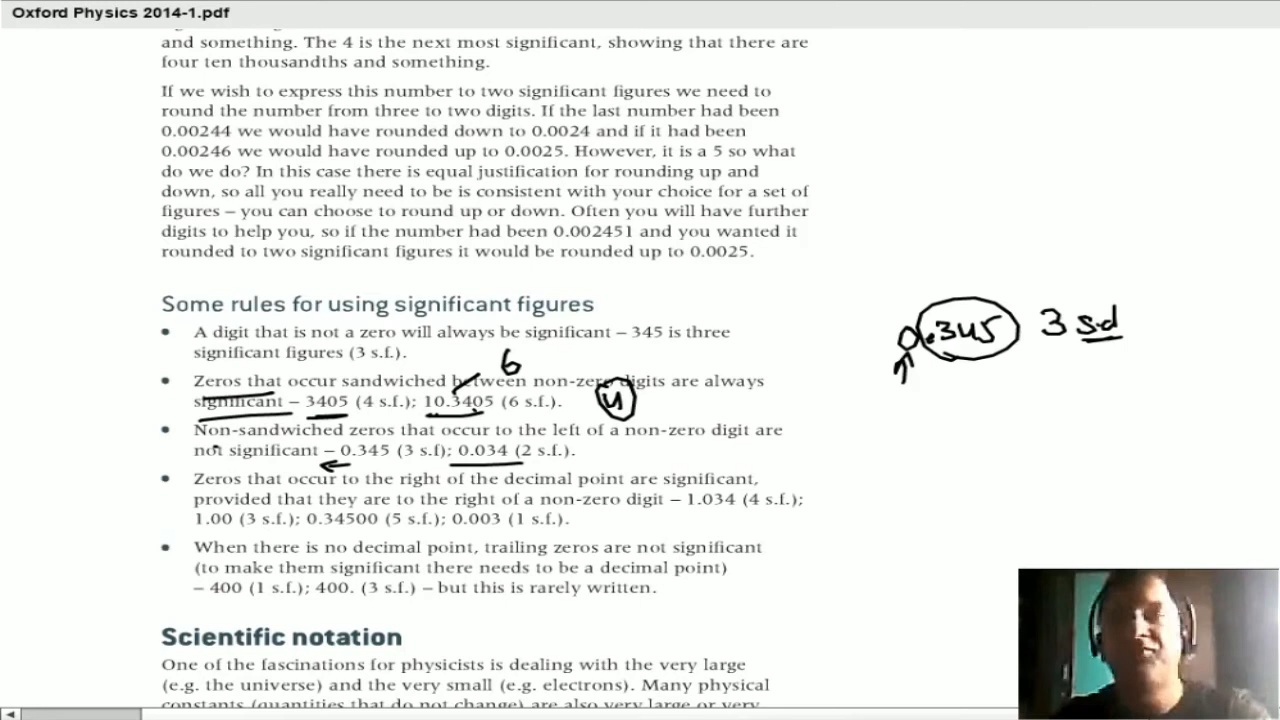 Oxford Physics 2014-1.pdf
and something. The 4 is the next most significant, showing that there are
four ten thousandths and something.
If we wish to express this number to two significant figures we need to
round the number from three to two digits. If the last number had been
0.00244 we would have rounded down to 0.0024 and if it had been
0.00246 we would have rounded up to 0.0025. However, it is a 5 so what
do we do? In this case there is equal justification for rounding up and
down, so all you really need to be is consistent with your choice for a set of
figures – you can choose to round up or down. Often you will have further
digits to help you, so if the number had been 0.002451 and you wanted it
rounded to two significant figures it would be rounded up to 0.0025.
Some rules for using significant figures
• A digit that is not a zero will always be significant – 345 is three
significant figures (3 s.f.).
0.345 3 s.d
6
• Zeros that occur sandwiched between non-zero digits are always
significant – 3405 (4 s.f.); 10.3405 (6 s.f.).
4
• Non-sandwiched zeros that occur to the left of a non-zero digit are
not significant – 0.345 (3 s.f); 0.034 (2 s.f.).
• Zeros that occur to the right of the decimal point are significant,
provided that they are to the right of a non-zero digit – 1.034 (4 s.f.);
1.00 (3 s.f.); 0.34500 (5 s.f.); 0.003 (1 s.f.).
• When there is no decimal point, trailing zeros are not significant
(to make them significant there needs to be a decimal point)
– 400 (1 s.f.); 400. (3 s.f.) – but this is rarely written.
Scientific notation
One of the fascinations for physicists is dealing with the very large
(e.g. the universe) and the very small (e.g. electrons). Many physical
constants (quantities that do not change) are also very large or very